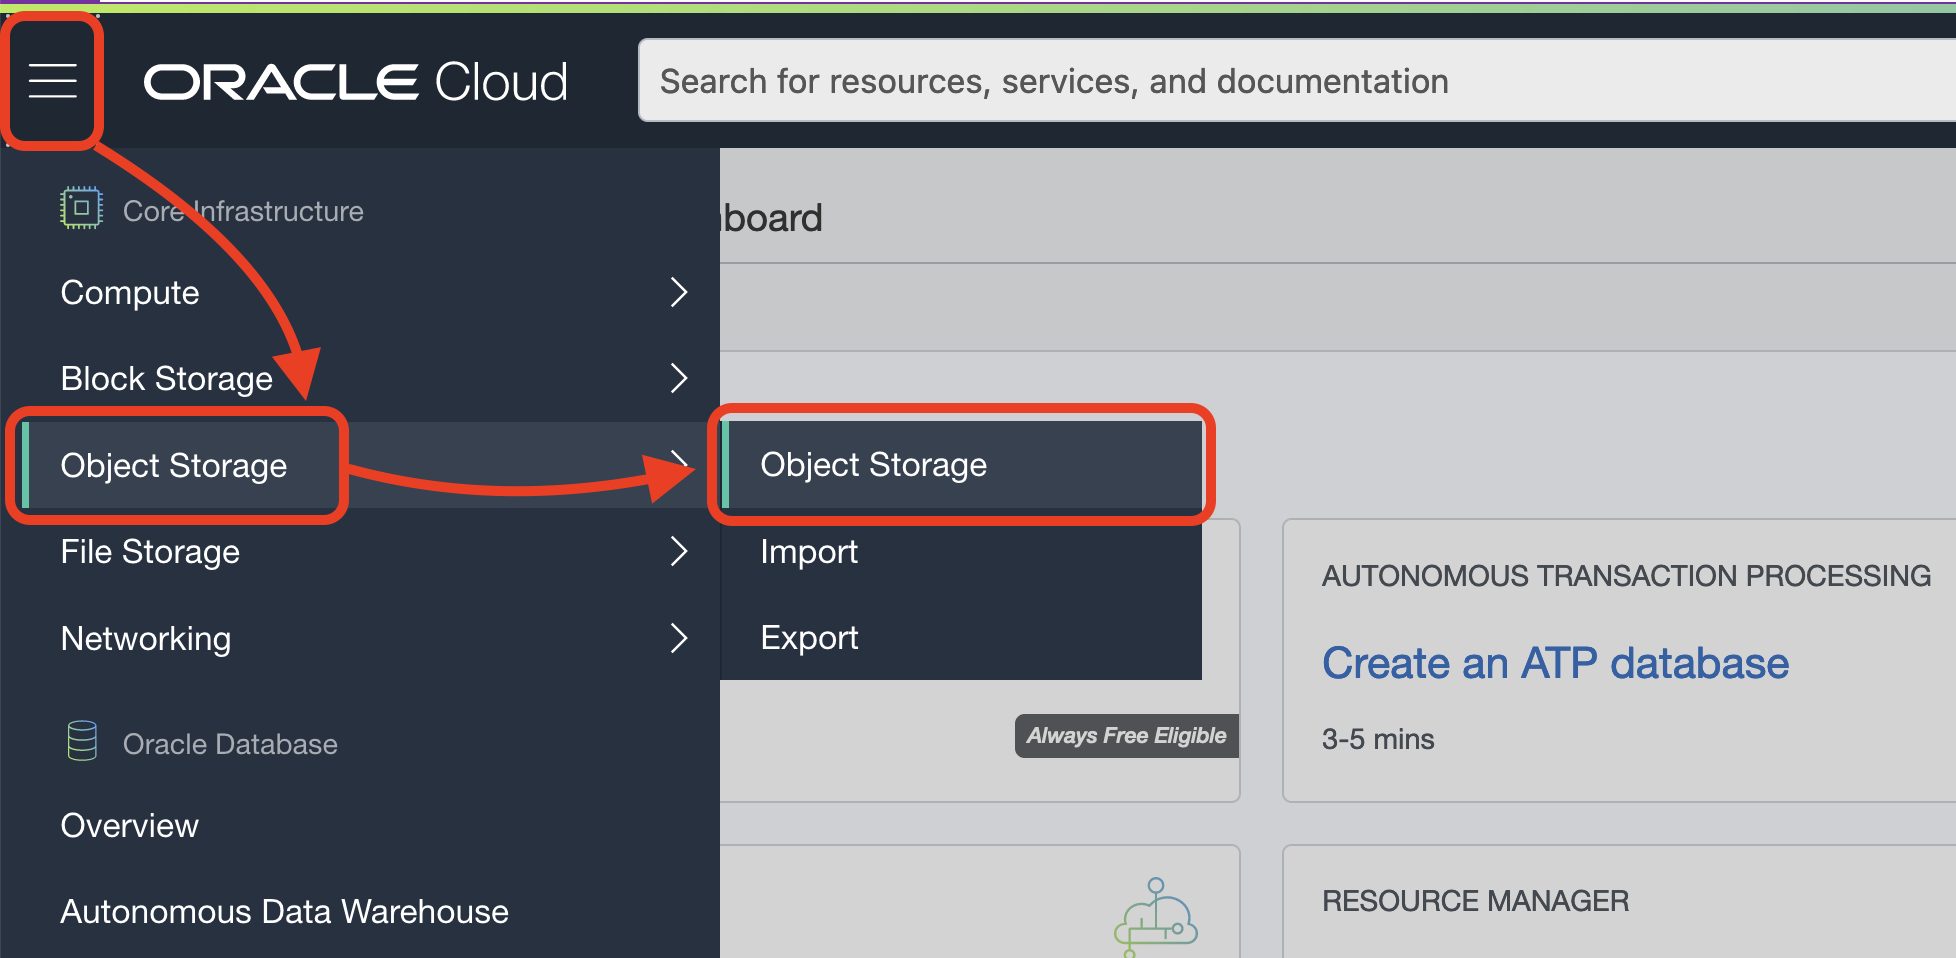 ORACLE Cloud
Search for resources, services, and documentation
Core Infrastructure
Compute
Block Storage
Object Storage
File Storage
Networking
Oracle Database
Overview
Autonomous Data Warehouse
Object Storage
Import
Export
board
Always Free Eligible
AUTONOMOUS TRANSACTION PROCESSING
Create an ATP database
3-5 mins
RESOURCE MANAGER